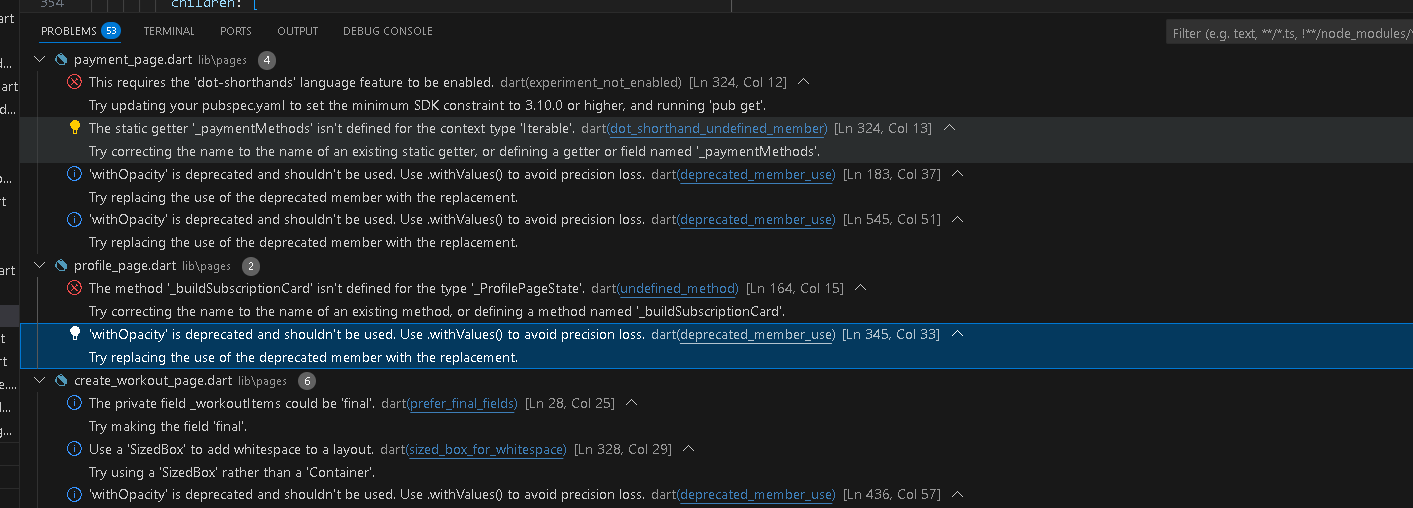 art
354 children: [
PROBLEMS 53 TERMINAL PORTS OUTPUT DEBUG CONSOLE
Filter (e.g. text, **/*.ts, !**/node_modules/*
payment_page.dart lib\pages 4
This requires the 'dot-shorthands' language feature to be enabled. dart(experiment_not_enabled) [Ln 324, Col 12]
Try updating your pubspec.yaml to set the minimum SDK constraint to 3.10.0 or higher, and running 'pub get'.
The static getter '_paymentMethods' isn't defined for the context type 'Iterable'. dart(dot_shorthand_undefined_member) [Ln 324, Col 13]
Try correcting the name to the name of an existing static getter, or defining a getter or field named '_paymentMethods'.
'withOpacity' is deprecated and shouldn't be used. Use .withValues() to avoid precision loss. dart(deprecated_member_use) [Ln 183, Col 37]
Try replacing the use of the deprecated member with the replacement.
'withOpacity' is deprecated and shouldn't be used. Use .withValues() to avoid precision loss. dart(deprecated_member_use) [Ln 545, Col 51]
Try replacing the use of the deprecated member with the replacement.
profile_page.dart lib\pages 2
The method '_buildSubscriptionCard' isn't defined for the type '_ProfilePageState'. dart(undefined_method) [Ln 164, Col 15]
Try correcting the name to the name of an existing method, or defining a method named '_buildSubscriptionCard'.
'withOpacity' is deprecated and shouldn't be used. Use .withValues() to avoid precision loss. dart(deprecated_member_use) [Ln 345, Col 33]
Try replacing the use of the deprecated member with the replacement.
create_workout_page.dart lib\pages 6
The private field _workoutItems could be 'final'. dart(prefer_final_fields) [Ln 28, Col 25]
Try making the field 'final'.
Use a 'SizedBox' to add whitespace to a layout. dart(sized_box_for_whitespace) [Ln 328, Col 29]
Try using a 'SizedBox' rather than a 'Container'.
'withOpacity' is deprecated and shouldn't be used. Use .withValues() to avoid precision loss. dart(deprecated_member_use) [Ln 436, Col 57]